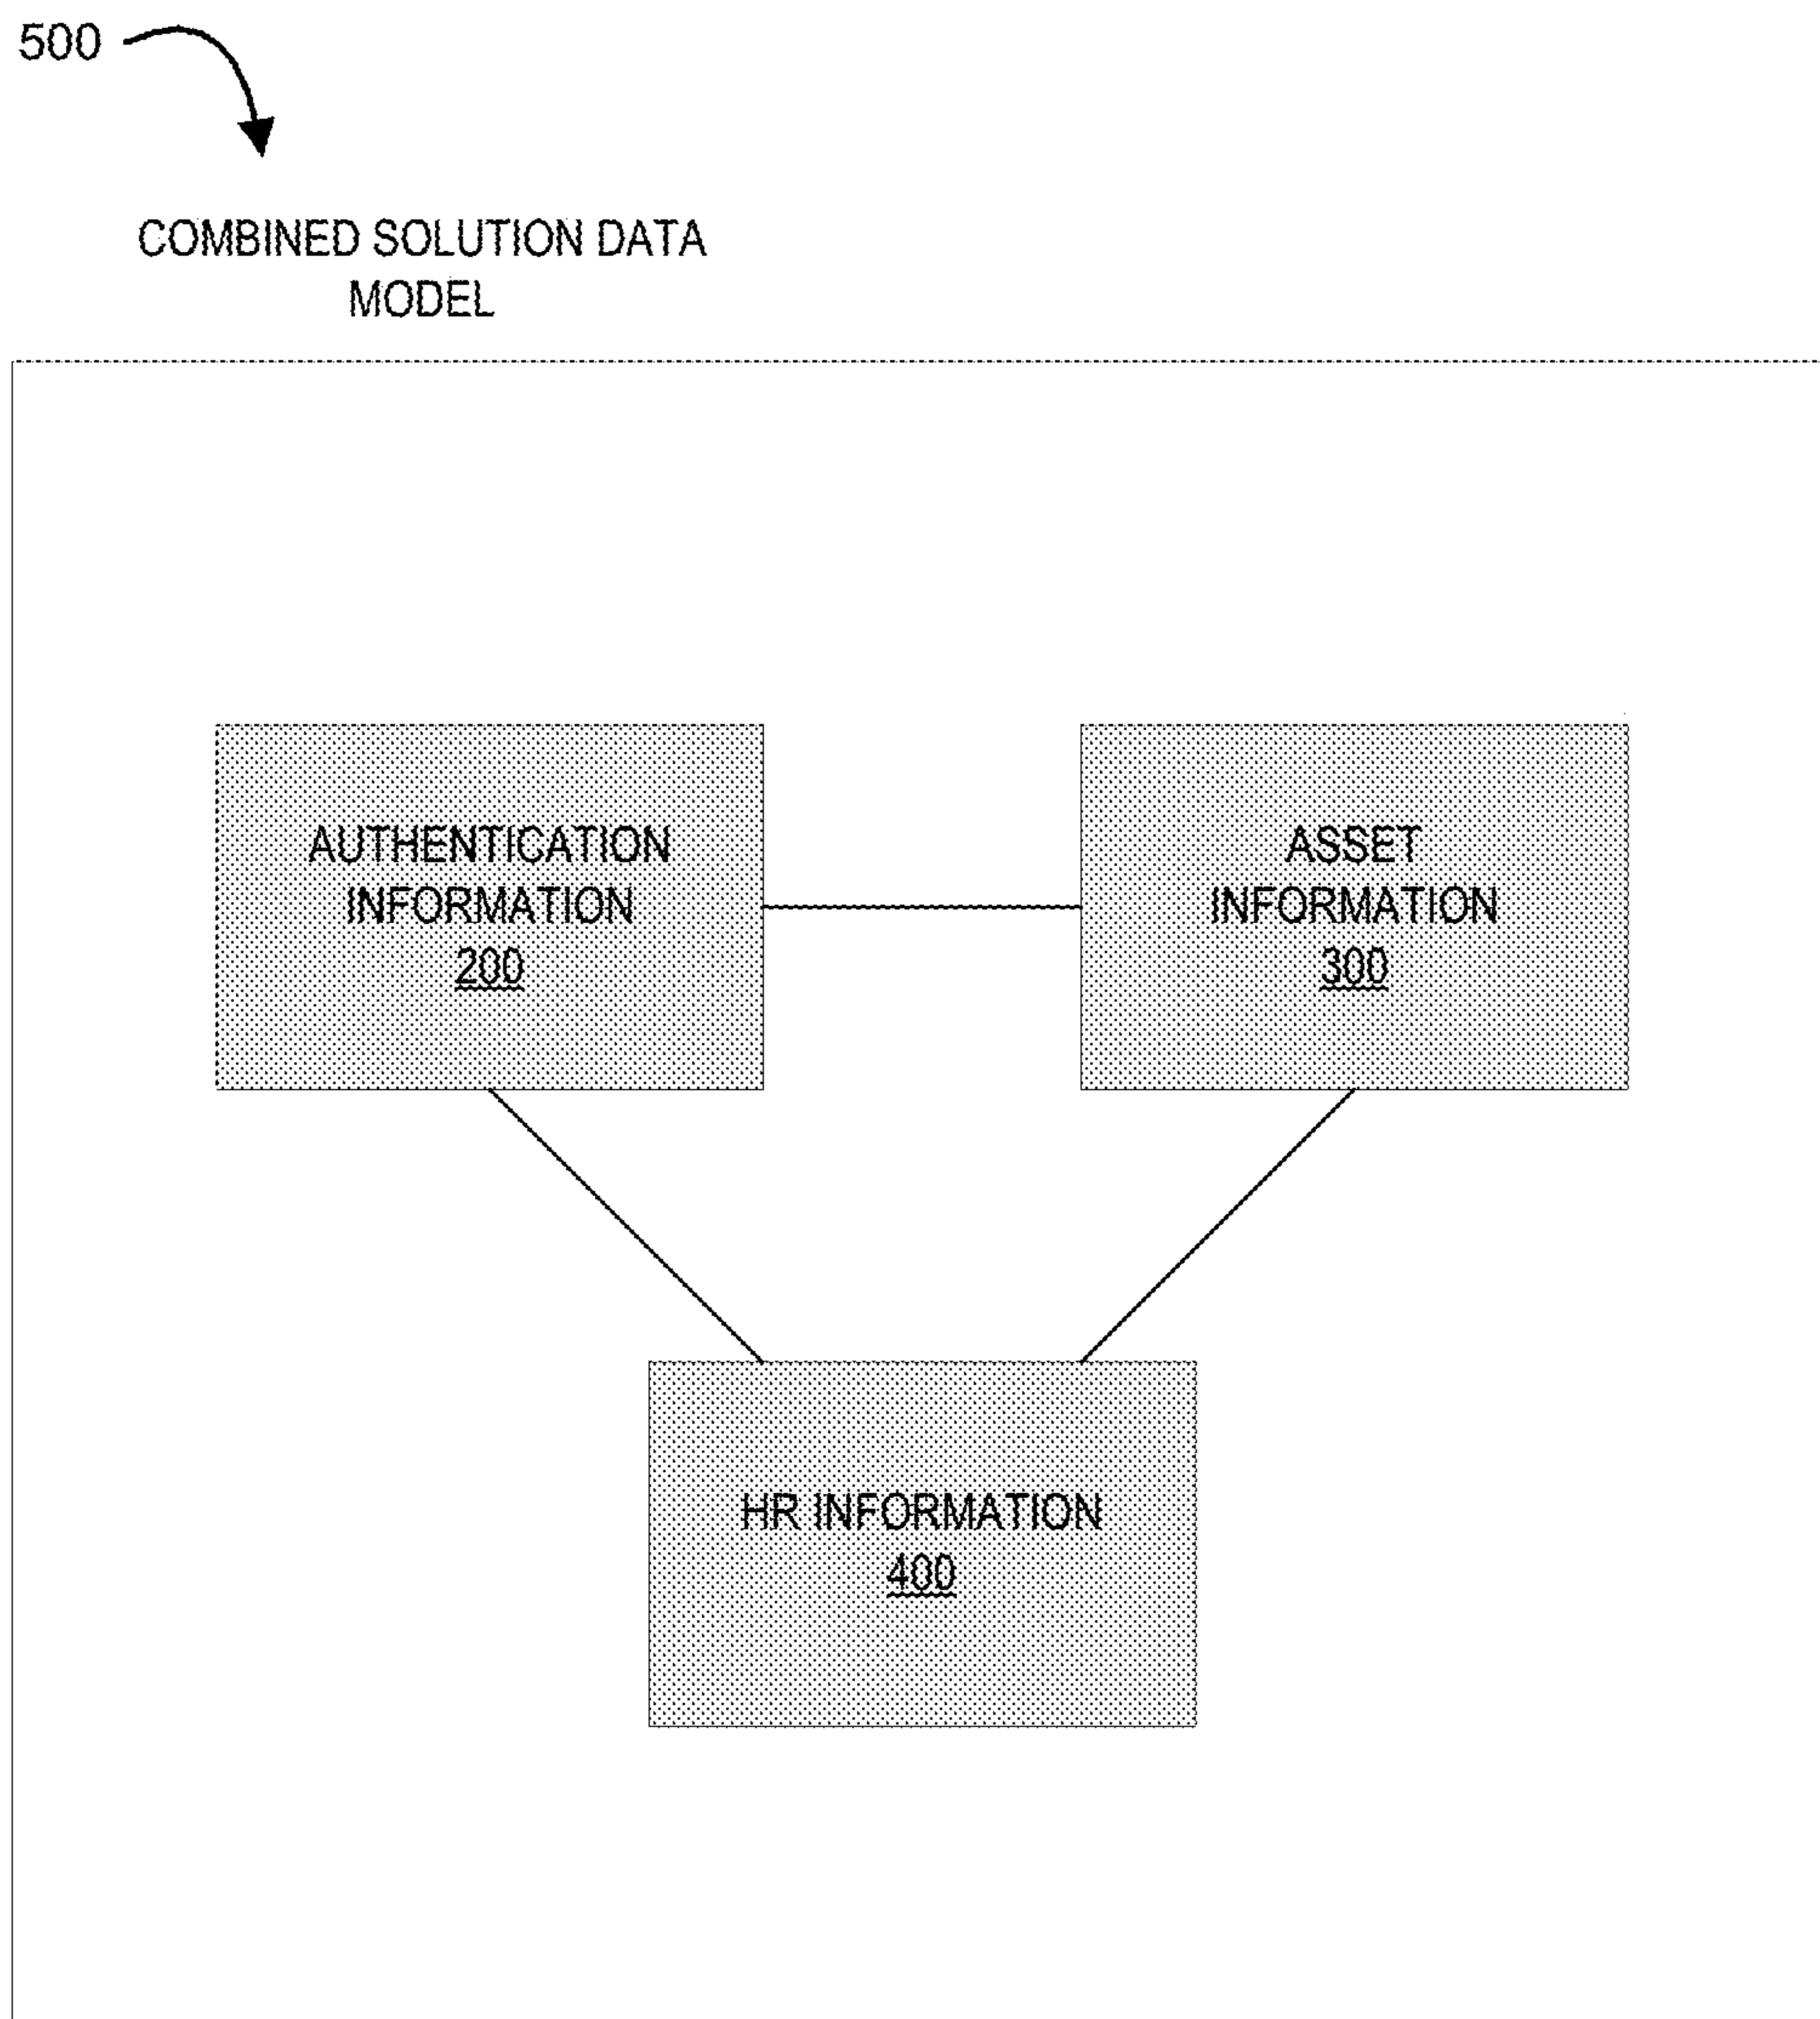 500
COMBINED SOLUTION DATA
MODEL
AUTHENTICATION
INFORMATION
200
ASSET
INFORMATION
300
HR INFORMATION
400